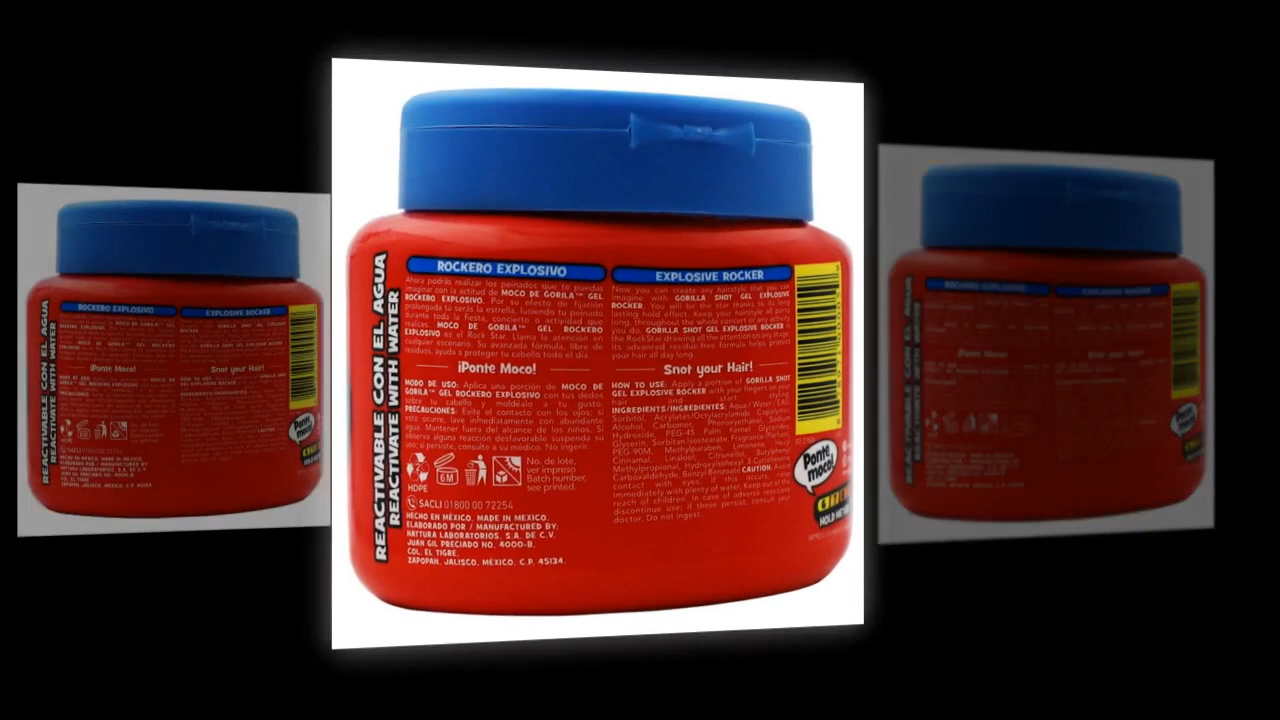 REACTIVABLE CON EL AGUA
REACTIVATE WITH WATER
ROCKERO EXPLOSIVO
Ahora podrás realizar los peinados que te puedas
imaginar con la actitud de MOCO DE GORILA™ GEL
ROCKERO EXPLOSIVO. Por su efecto de fijación
prolongada tu serás la estrella, luciendo tu peinado
durante toda la fiesta, concierto o actividad que
realices. MOCO DE GORILA™ GEL ROCKERO
EXPLOSIVO es el Rock Star. Llama la atención en
cualquier escenario. Su avanzada fórmula, libre de
residuos, ayuda a proteger tu cabello todo el día.
¡Ponte Moco!
MODO DE USO: Aplica una porción de MOCO DE
GORILA™ GEL ROCKERO EXPLOSIVO con tus dedos
sobre tu cabello y moldéalo a tu gusto.
PRECAUCIONES: Evite el contacto con los ojos; si
esto ocurre, lave inmediatamente con abundante
agua. Mantener fuera del alcance de los niños. Si
observa alguna reacción desfavorable suspenda su
uso; si persiste, consulte a su médico. No ingerir.
HDPE
6M
No. de lote,
ver impreso
Batch number,
see printed.
SACLI 01800 00 72254
HECHO EN MÉXICO. MADE IN MEXICO
ELABORADO POR / MANUFACTURED BY:
NATTURA LABORATORIOS, S.A. DE C.V.
JUAN GIL PRECIADO NO. 4000-B.
COL. EL TIGRE,
ZAPOPAN, JALISCO, MÉXICO. C.P. 45134.
EXPLOSIVE ROCKER
Now you can create any hairstyle that you can
imagine with GORILLA SNOT GEL EXPLOSIVE
ROCKER. You will be the star thanks to its long
lasting hold effect. Keep your hairstyle all party
long, throughout the whole concert or any activity
you do. GORILLA SNOT GEL EXPLOSIVE ROCKER is
the RockStar drawing all the attention on any stage.
Its advanced residue-free formula helps protect
your hair all day long.
Snot your Hair!
HOW TO USE: Apply a portion of GORILLA SNOT
GEL EXPLOSIVE ROCKER with your fingers on your
hair and start styling.
INGREDIENTS/INGREDIENTES: Aqua / Water / EAU,
Sorbitol, Acrylates/Octylacrylamide Copolymer,
Alcohol, Carbomer, Phenoxyethanol, Sodium
Hydroxide, PEG-45 Palm Kernel Glycerides,
Glycerin, Sorbitan Isostearate, Fragrance (Parfum),
PEG-90M, Methylparaben, Limonene, Hexyl
Cinnamal, Linalool, Citronellol, Butylphenyl
Methylpropional, Hydroxyisohexyl 3-Cyclohexene
Carboxaldehyde, Benzyl Benzoate. CAUTION: Avoid
contact with eyes; if this occurs, rinse
immediately with plenty of water. Keep out of the
reach of children. In case of adverse reactions
discontinue use; if these persist, consult your
doctor. Do not ingest.
Ponte
moco!